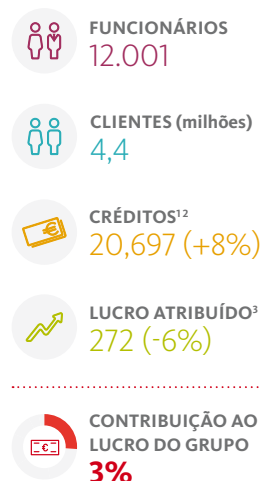 FUNCIONÁRIOS
12.001
CLIENTES (milhões)
4,4
€
CRÉDITOS¹²
20,697 (+8%)
LUCRO ATRIBUÍDO³
272 (-6%)
€
CONTRIBUIÇÃO AO
LUCRO DO GRUPO
3%